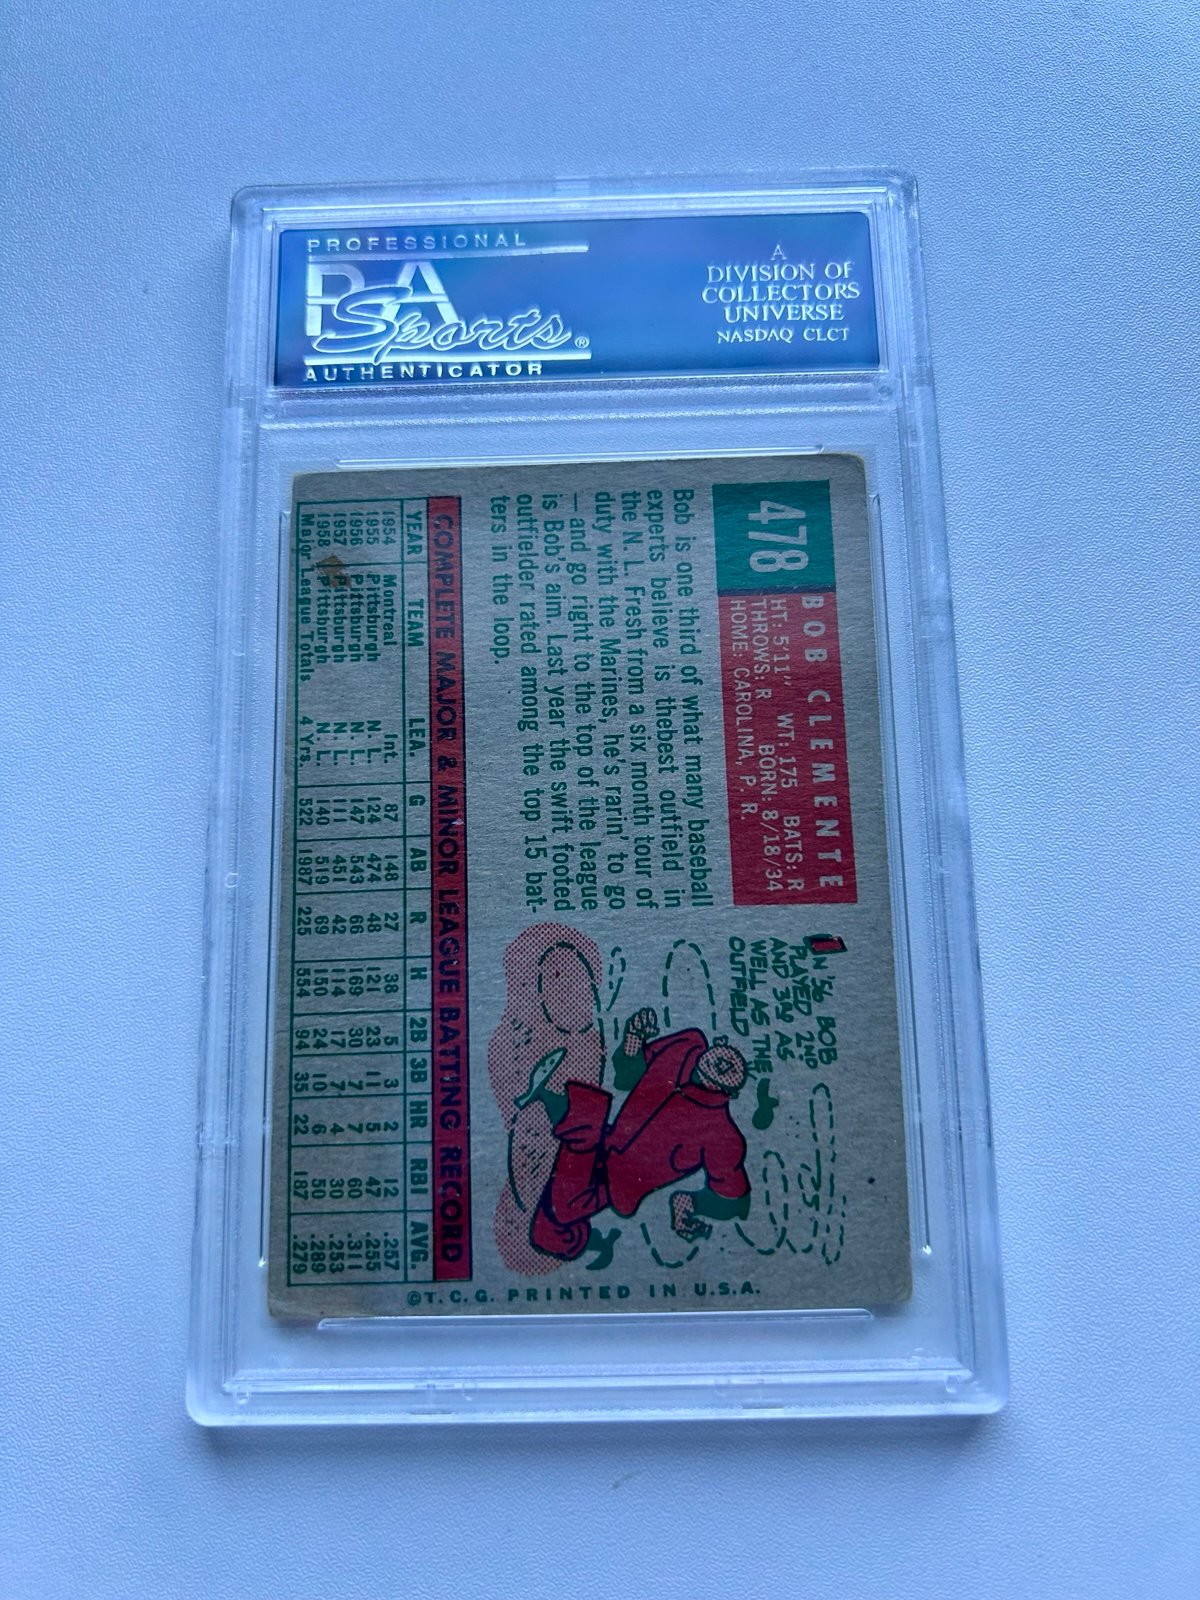 PROFESSIONAL
PSA
Sports®
AUTHENTICATOR
A
DIVISION OF
COLLECTORS
UNIVERSE
NASDAQ CLCT
478
BOB CLEMENTE
HT: 5'11" WT: 175 BATS: R
THROWS: R BORN: 8/18/34
HOME: CAROLINA, P. R.
Bob is one third of what many baseball
experts believe is thebest outfield in
the N. L. Fresh from a six month tour of
duty with the Marines, he's rarin' to go
—and go right to the top of the league
is Bob's aim. Last year the swift footed
outfielder rated among the top 15 bat-
ters in the loop.
IN '56 BOB
PLAYED 2ND
AND 3RD AS
WELL AS THE
OUTFIELD
COMPLETE MAJOR & MINOR LEAGUE BATTING RECORD
YEAR TEAM LEA. G AB R H 2B 3B HR RBI AVG.
1954 Montreal Int. 87 148 27 38 5 3 2 12 .257
1955 Pittsburgh N. L. 124 474 48 121 23 11 5 47 .255
1956 Pittsburgh N. L. 147 543 66 169 30 7 7 60 .311
1957 Pittsburgh N. L. 111 451 42 114 17 7 4 30 .253
1958 Pittsburgh N. L. 140 519 69 150 24 10 6 50 .289
Major League Totals 4 Yrs. 522 1987 225 554 94 35 22 187 .279
©T. C. G. PRINTED IN U.S.A.